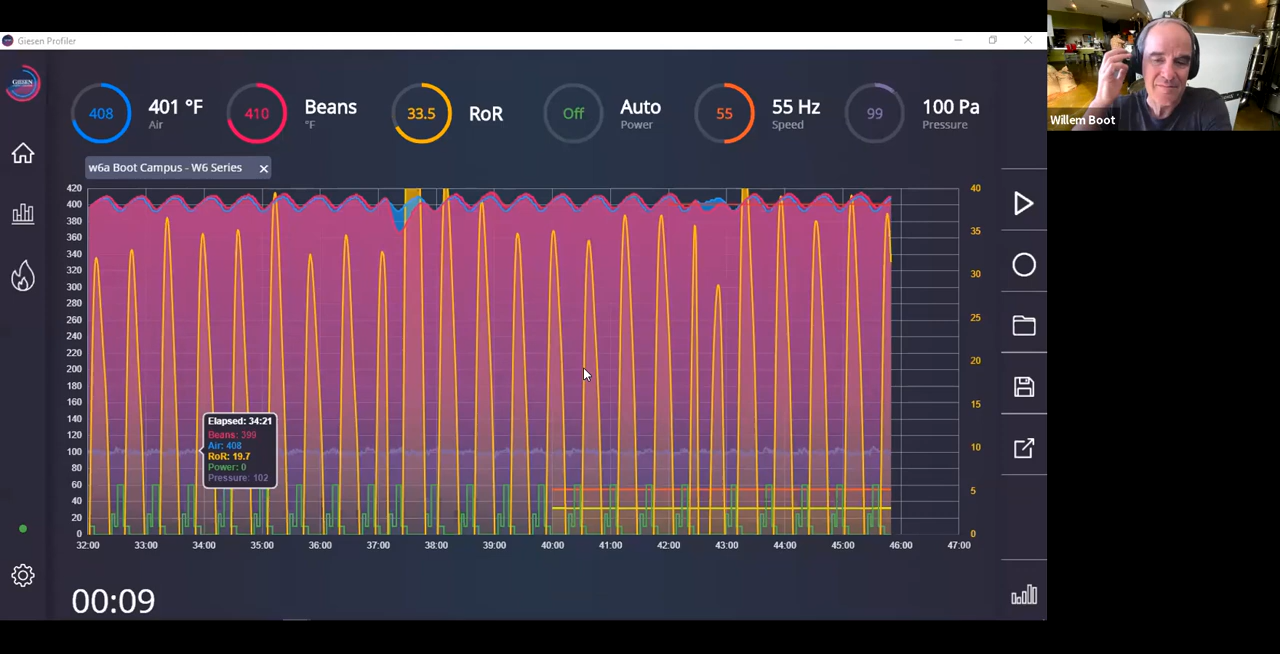 Giesen Profiler
GIESEN
408 401 °F Air
410 Beans °F
33.5 RoR
Off Auto Power
55 55 Hz Speed
99 100 Pa Pressure
w6a Boot Campus - W6 Series
420 40
400
380
360 35
340
320
300 30
280
260 25
240
220
200 20
180
160 15
140
120
100 10
80
60
40 5
20
0 0
Elapsed: 34:21
Beans: 399
Air: 408
RoR: 19.7
Power: 0
Pressure: 102
32:00 33:00 34:00 35:00 36:00 37:00 38:00 39:00 40:00 41:00 42:00 43:00 44:00 45:00 46:00 47:00
00:09
Willem Boot